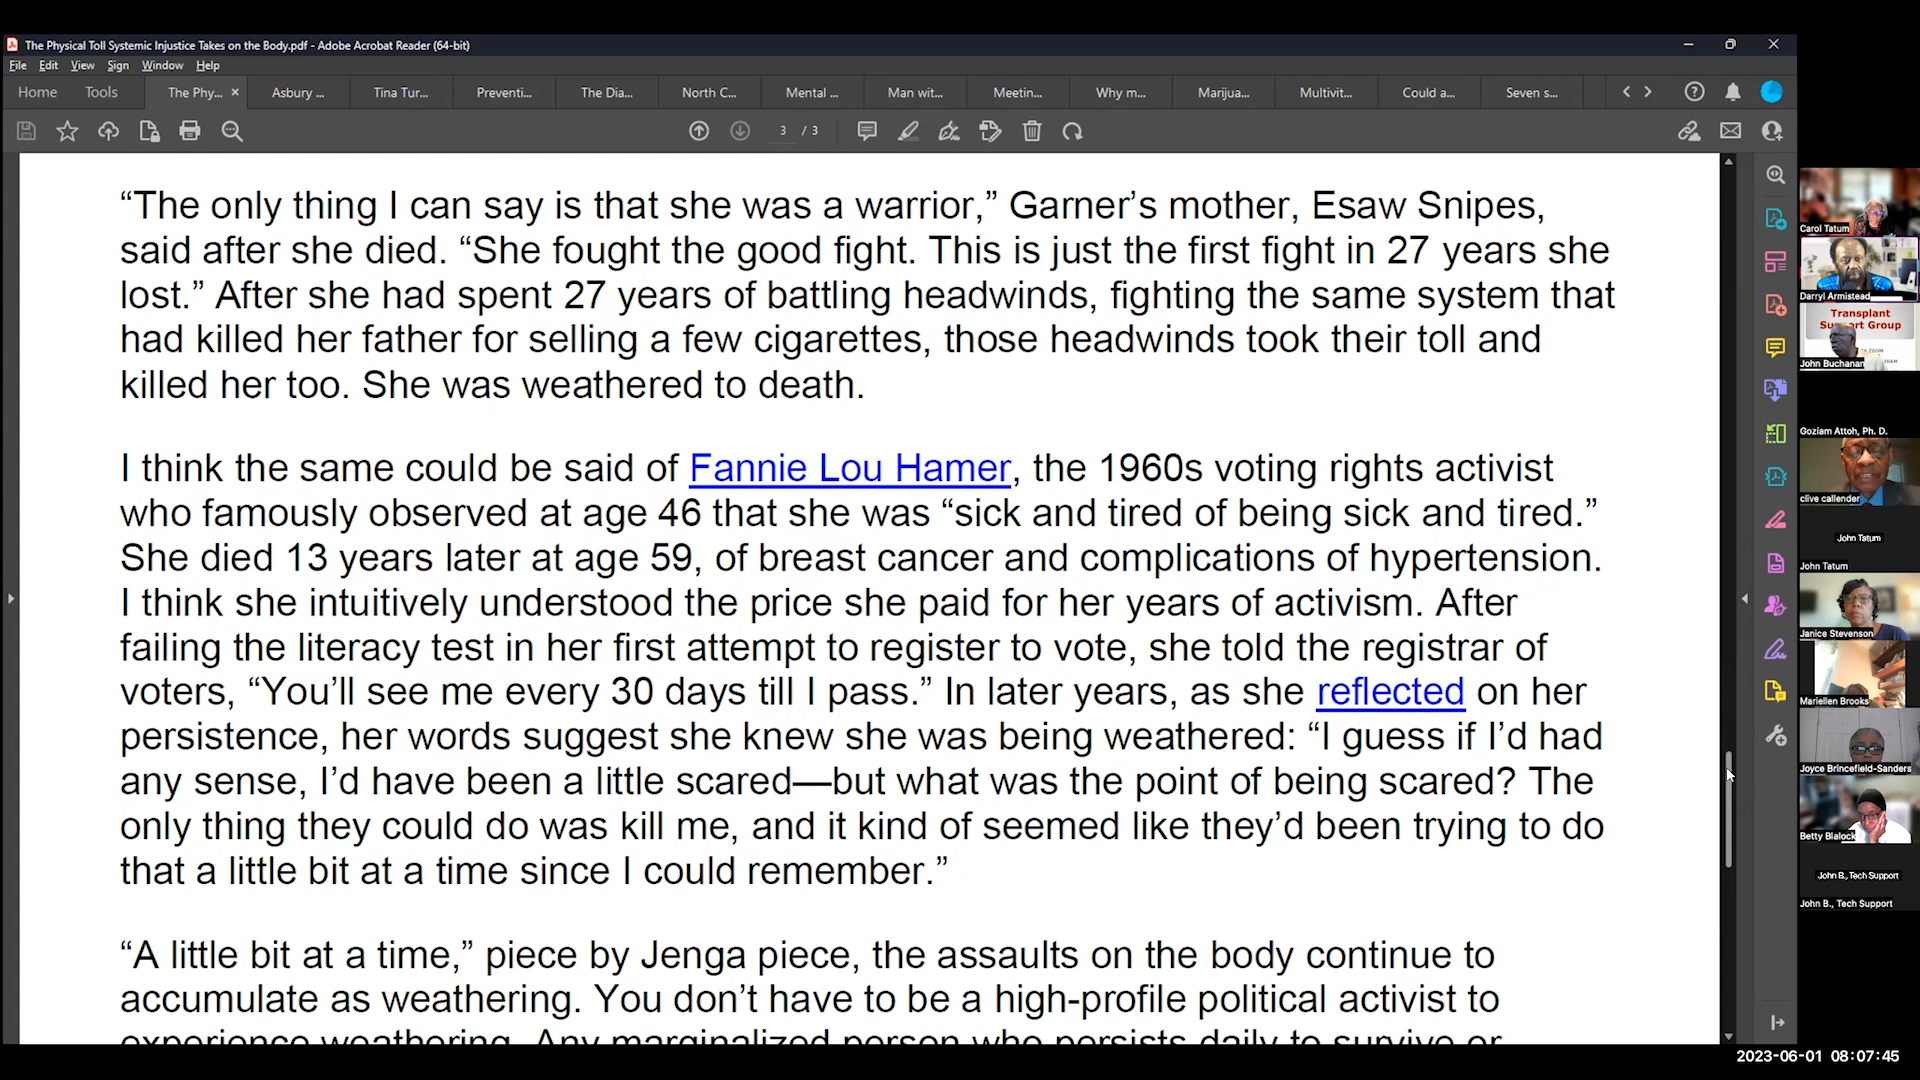 The Physical Toll Systemic Injustice Takes on the Body.pdf - Adobe Acrobat Reader (64-bit)
File Edit View Sign Window Help
Home Tools The Phy... Asbury ... Tina Tur... Preventi... The Dia... North C... Mental ... Man wit... Meetin... Why m... Marijua... Multivit... Could a... Seven s...
3 / 3
“The only thing I can say is that she was a warrior,” Garner’s mother, Esaw Snipes,
said after she died. “She fought the good fight. This is just the first fight in 27 years she
lost.” After she had spent 27 years of battling headwinds, fighting the same system that
had killed her father for selling a few cigarettes, those headwinds took their toll and
killed her too. She was weathered to death.
I think the same could be said of Fannie Lou Hamer, the 1960s voting rights activist
who famously observed at age 46 that she was “sick and tired of being sick and tired.”
She died 13 years later at age 59, of breast cancer and complications of hypertension.
I think she intuitively understood the price she paid for her years of activism. After
failing the literacy test in her first attempt to register to vote, she told the registrar of
voters, “You’ll see me every 30 days till I pass.” In later years, as she reflected on her
persistence, her words suggest she knew she was being weathered: “I guess if I’d had
any sense, I’d have been a little scared—but what was the point of being scared? The
only thing they could do was kill me, and it kind of seemed like they’d been trying to do
that a little bit at a time since I could remember.”
“A little bit at a time,” piece by Jenga piece, the assaults on the body continue to
accumulate as weathering. You don’t have to be a high-profile political activist to
experience weathering. Any marginalized person who persists daily to survive or
Carol Tatum
Darryl Armistead
Transplant
Support Group
John Buchanan
Goziam Attoh, Ph. D.
clive callender
John Tatum
John Tatum
Janice Stevenson
Mariellen Brooks
Joyce Brincefield-Sanders
Betty Blalock
John B., Tech Support
John B., Tech Support
2023-06-01 08:07:45